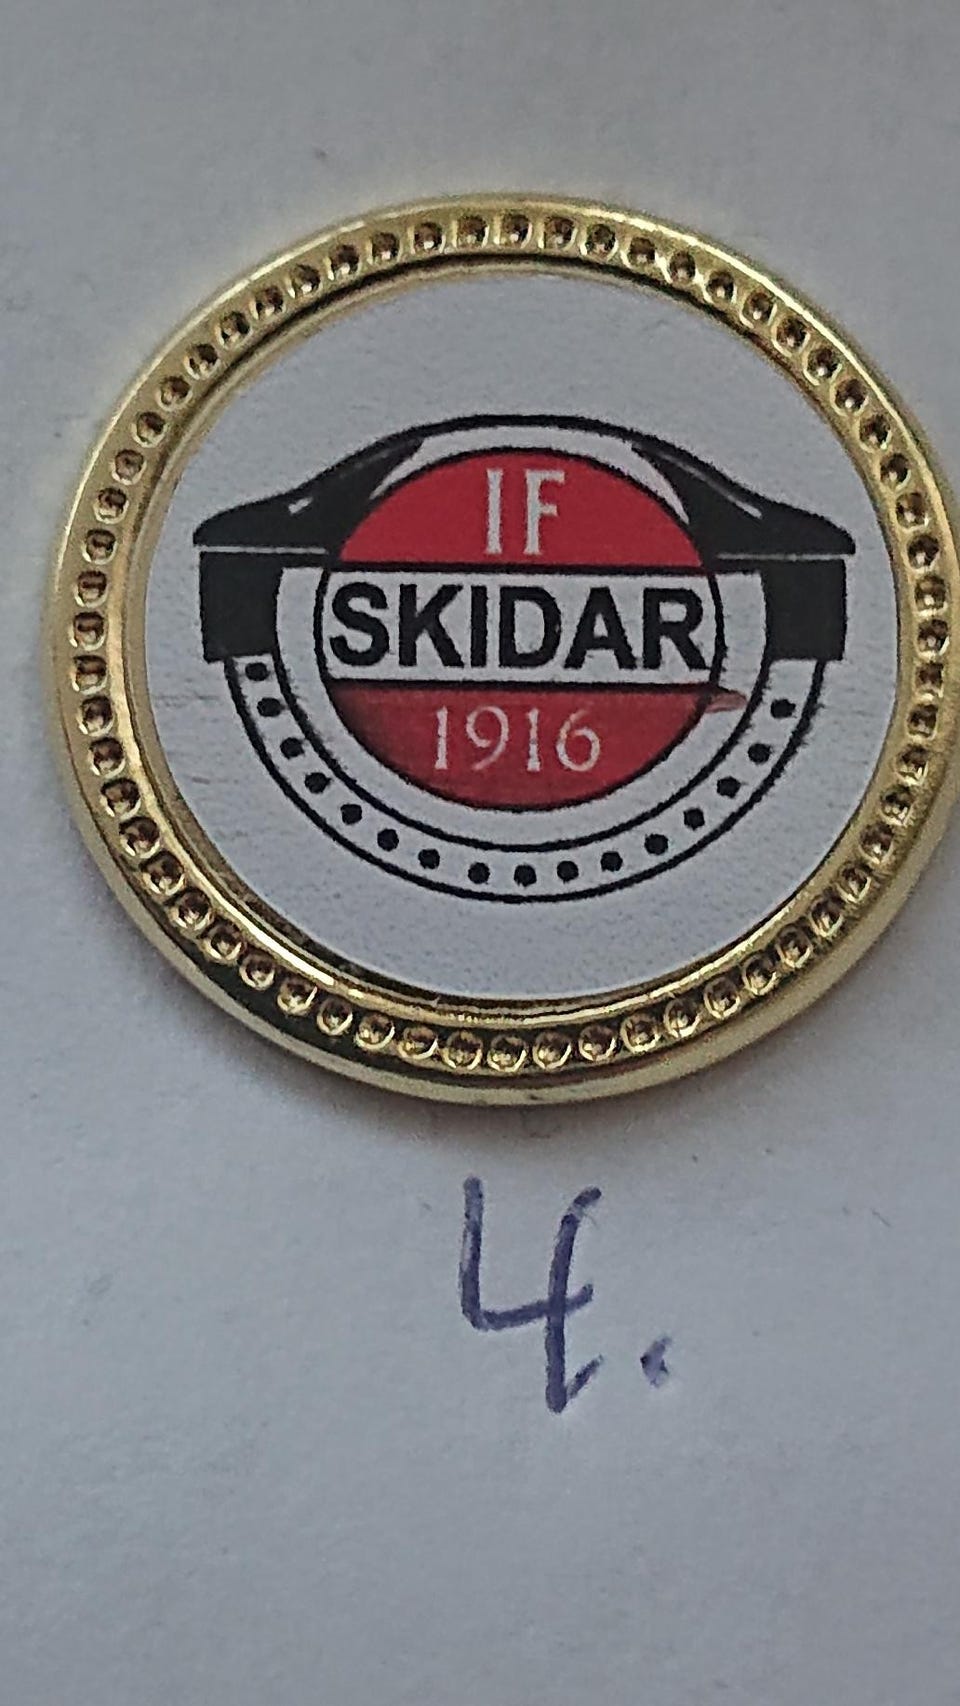 IF
SKIDAR
1916
4.